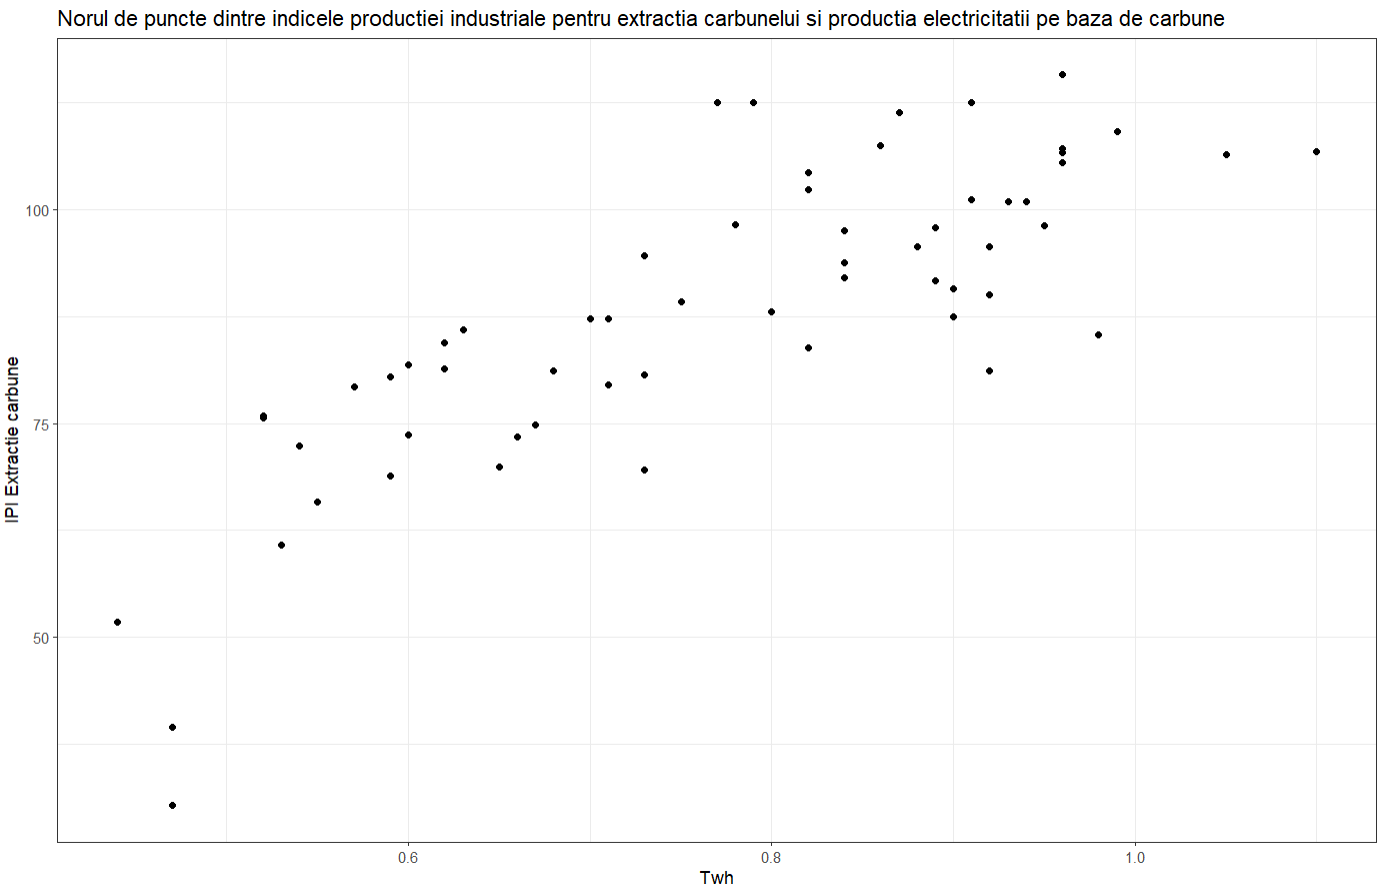 Norul de puncte dintre indicele productiei industriale pentru extractia carbunelui si productia electricitatii pe baza de carbune
IPI Extractie carbune
100
75
50
0.6
0.8
1.0
Twh